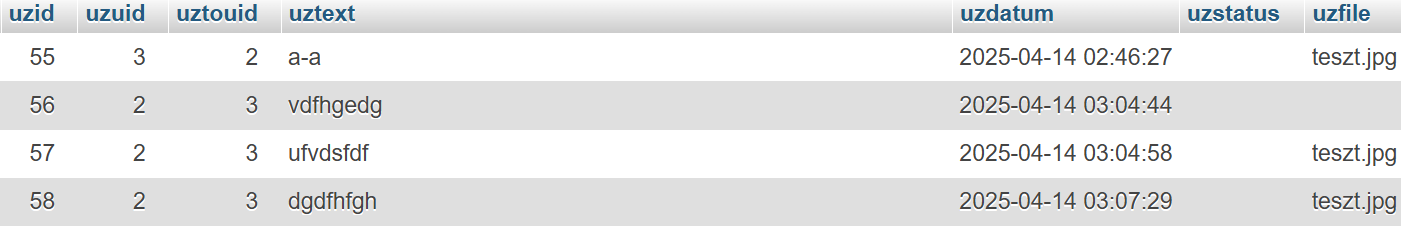 uzid uzuid uztouid uztext uzdatum uzstatus uzfile
55 3 2 a-a 2025-04-14 02:46:27 teszt.jpg
56 2 3 vdfhgedg 2025-04-14 03:04:44
57 2 3 ufvdsfdf 2025-04-14 03:04:58 teszt.jpg
58 2 3 dgdfhfgh 2025-04-14 03:07:29 teszt.jpg